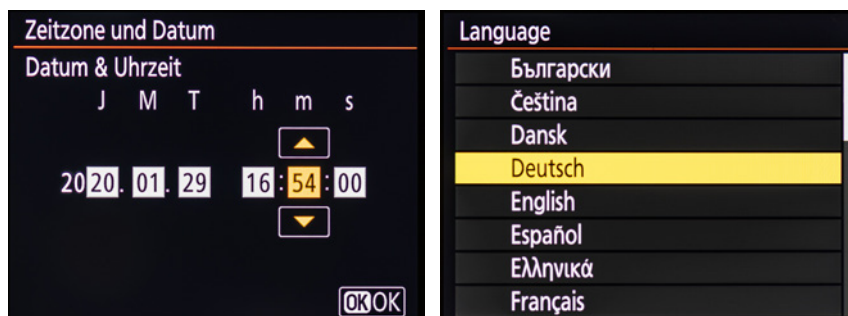 Zeitzone und Datum
Datum & Uhrzeit
J M T h m s
2020. 01. 29 16:54:00
OK OK
Language
Български
Čeština
Dansk
Deutsch
English
Español
Ελληνικά
Français